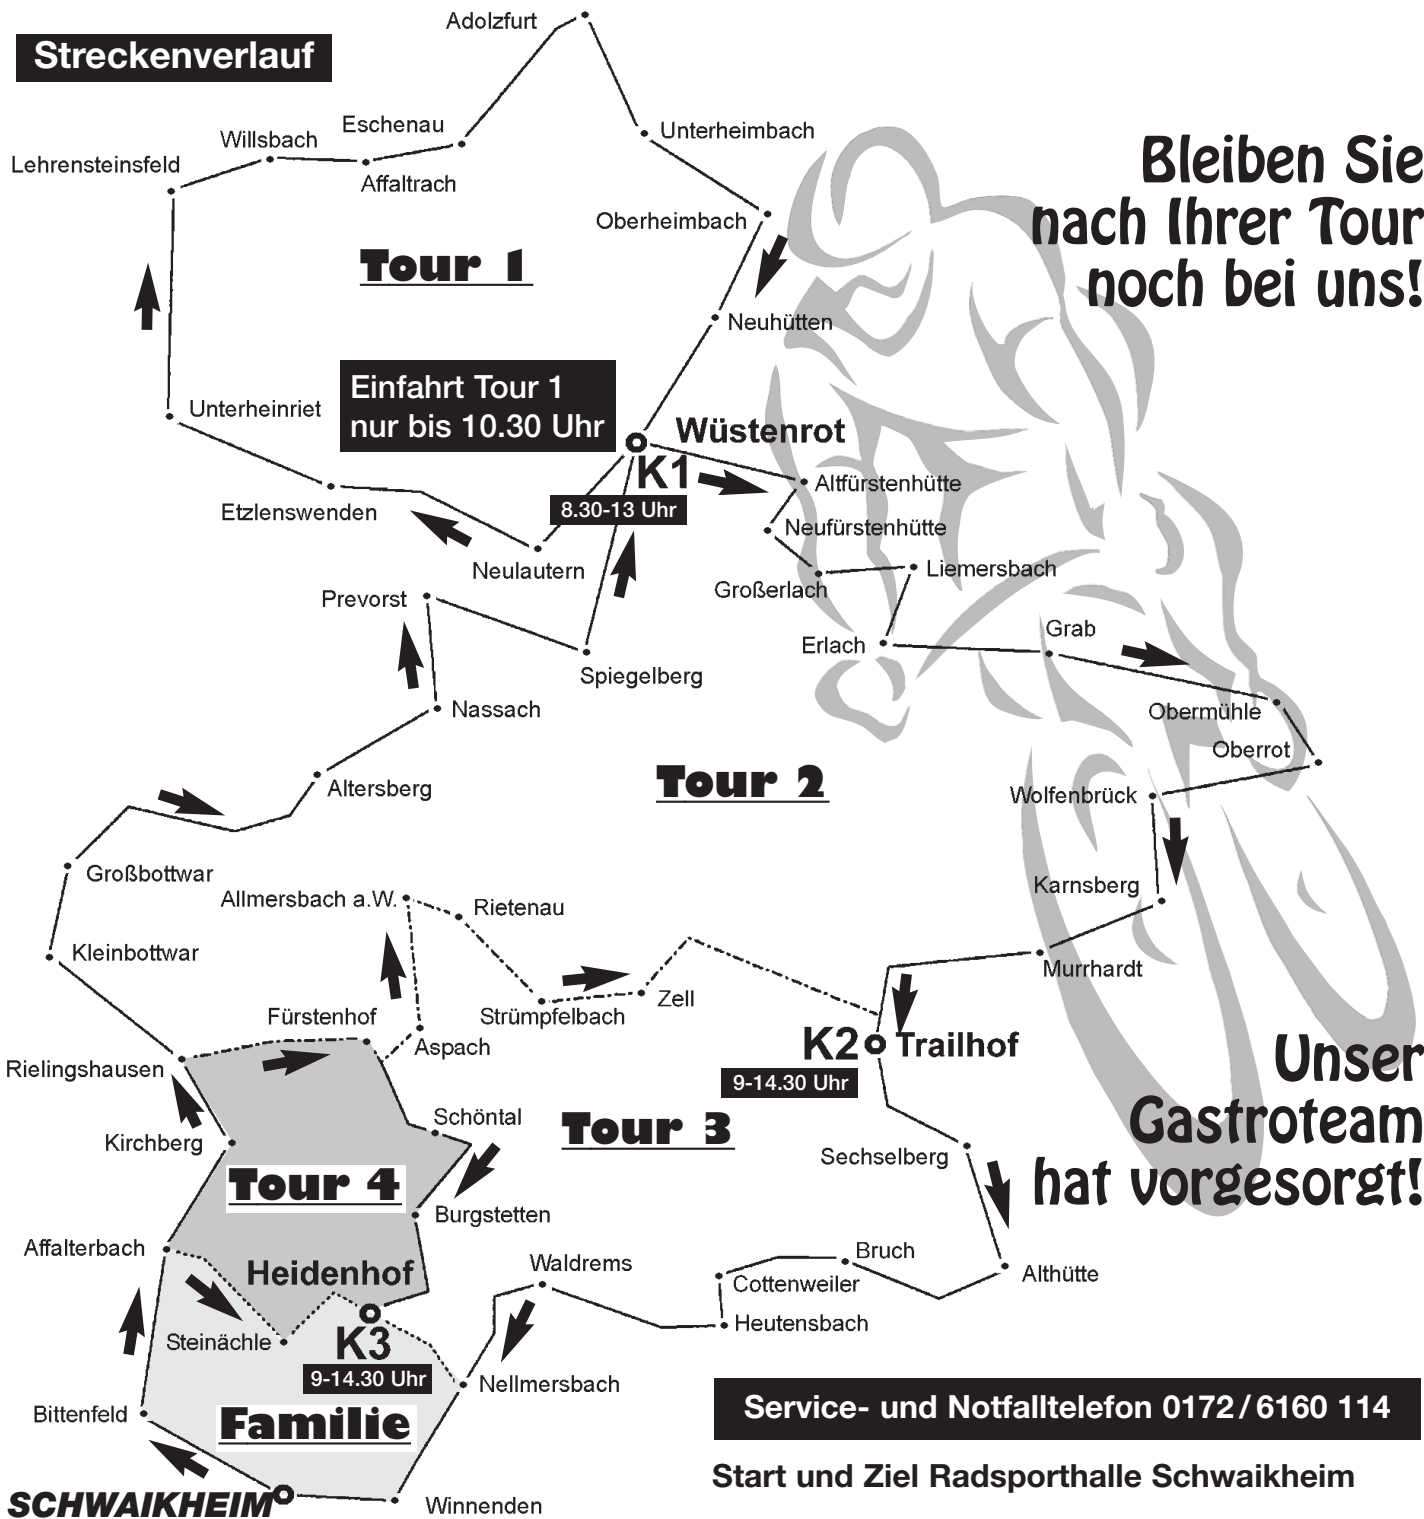 Adolzfurt
Streckenverlauf
Eschenau
Willsbach
Unterheimbach
Lehrensteinsfeld
Affaltrach
Bleiben Sie
nach Ihrer Tour
noch bei uns!
Oberheimbach
Tour 1
Neuhütten
Einfahrt Tour 1
nur bis 10.30 Uhr
Unterheinriet
Wüstenrot
K1
8.30-13 Uhr
Altfürstenhütte
Etzlenswenden
Neufürstenhütte
Neulautern
Liemersbach
Großerlach
Prevorst
Grab
Erlach
Spiegelberg
Nassach
Obermühle
Oberrot
Tour 2
Altersberg
Wolfenbrück
Großbottwar
Karnsberg
Allmersbach a.W.
Rietenau
Kleinbottwar
Murrhardt
Zell
Fürstenhof
Strümpfelbach
Aspach
K2
Trailhof
9-14.30 Uhr
Rielingshausen
Unser
Gastroteam
hat vorgesorgt!
Schöntal
Tour 3
Kirchberg
Sechselberg
Tour 4
Burgstetten
Affalterbach
Bruch
Waldrems
Heidenhof
Althütte
Cottenweiler
Heutensbach
Steinächle
K3
9-14.30 Uhr
Nellmersbach
Bittenfeld
Familie
Service- und Notfalltelefon 0172/6160 114
Start und Ziel Radsporthalle Schwaikheim
SCHWAIKHEIM
Winnenden